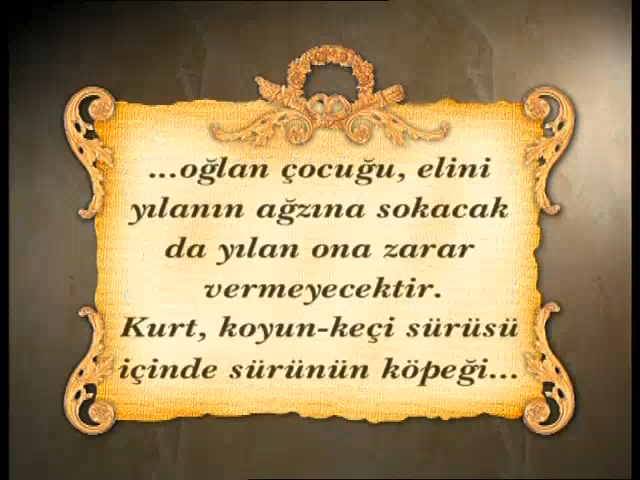 ...oğlan çocuğu, elini
yılanın ağzına sokacak
da yılan ona zarar
vermeyecektir.
Kurt, koyun-keçi sürüsü
içinde sürünün köpeği...